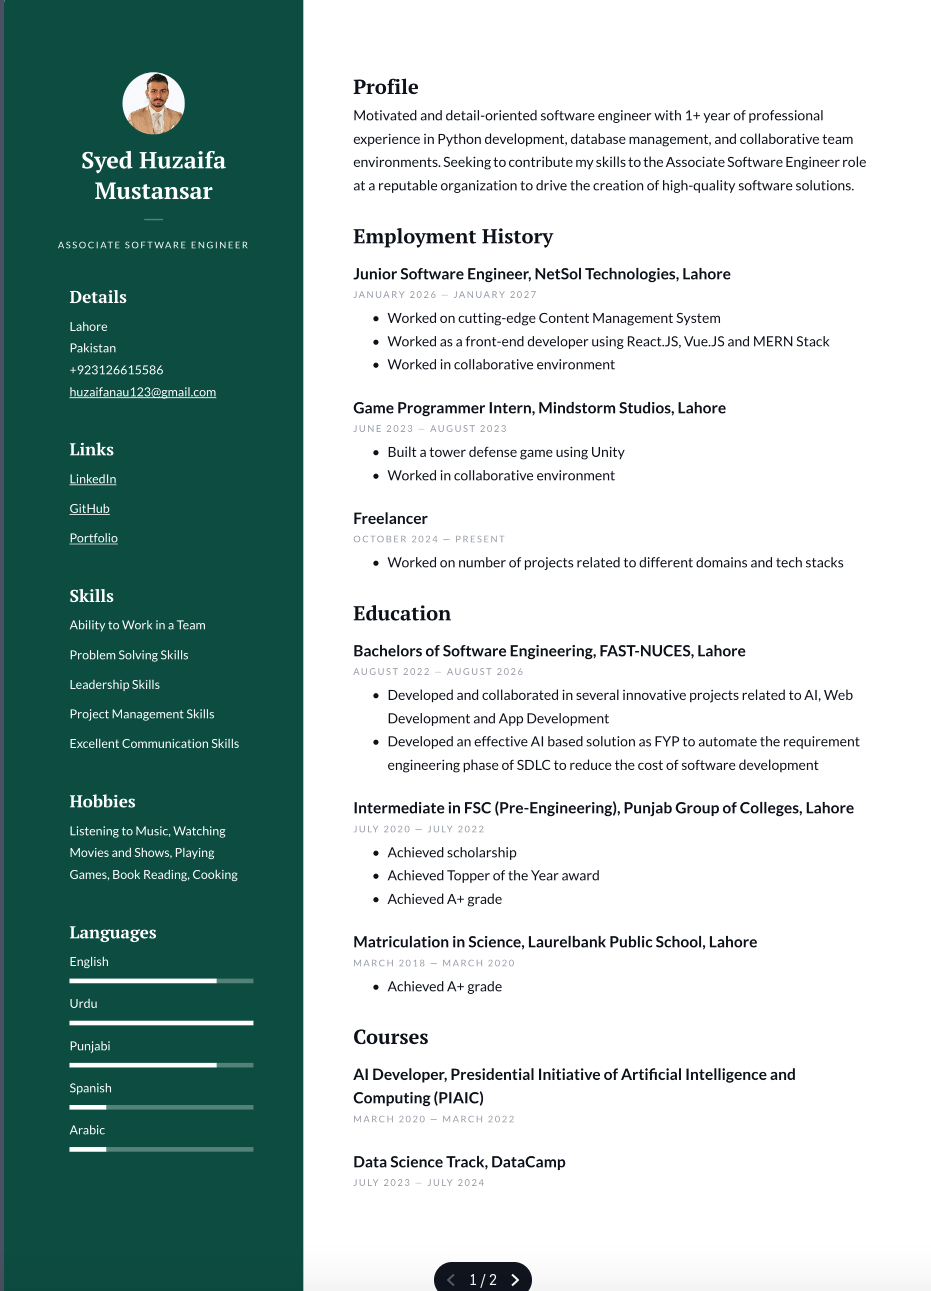 Syed Huzaifa
Mustansar
ASSOCIATE SOFTWARE ENGINEER
Details
Lahore
Pakistan
+923126615586
huzaifanau123@gmail.com
Links
LinkedIn
GitHub
Portfolio
Skills
Ability to Work in a Team
Problem Solving Skills
Leadership Skills
Project Management Skills
Excellent Communication Skills
Hobbies
Listening to Music, Watching
Movies and Shows, Playing
Games, Book Reading, Cooking
Languages
English
Urdu
Punjabi
Spanish
Arabic
Profile
Motivated and detail-oriented software engineer with 1+ year of professional
experience in Python development, database management, and collaborative team
environments. Seeking to contribute my skills to the Associate Software Engineer role
at a reputable organization to drive the creation of high-quality software solutions.
Employment History
Junior Software Engineer, NetSol Technologies, Lahore
JANUARY 2026 — JANUARY 2027
• Worked on cutting-edge Content Management System
• Worked as a front-end developer using React.JS, Vue.JS and MERN Stack
• Worked in collaborative environment
Game Programmer Intern, Mindstorm Studios, Lahore
JUNE 2023 — AUGUST 2023
• Built a tower defense game using Unity
• Worked in collaborative environment
Freelancer
OCTOBER 2024 — PRESENT
• Worked on number of projects related to different domains and tech stacks
Education
Bachelors of Software Engineering, FAST-NUCES, Lahore
AUGUST 2022 — AUGUST 2026
• Developed and collaborated in several innovative projects related to AI, Web
Development and App Development
• Developed an effective AI based solution as FYP to automate the requirement
engineering phase of SDLC to reduce the cost of software development
Intermediate in FSC (Pre-Engineering), Punjab Group of Colleges, Lahore
JULY 2020 — JULY 2022
• Achieved scholarship
• Achieved Topper of the Year award
• Achieved A+ grade
Matriculation in Science, Laurelbank Public School, Lahore
MARCH 2018 — MARCH 2020
• Achieved A+ grade
Courses
AI Developer, Presidential Initiative of Artificial Intelligence and
Computing (PIAIC)
MARCH 2020 — MARCH 2022
Data Science Track, DataCamp
JULY 2023 — JULY 2024
1 / 2